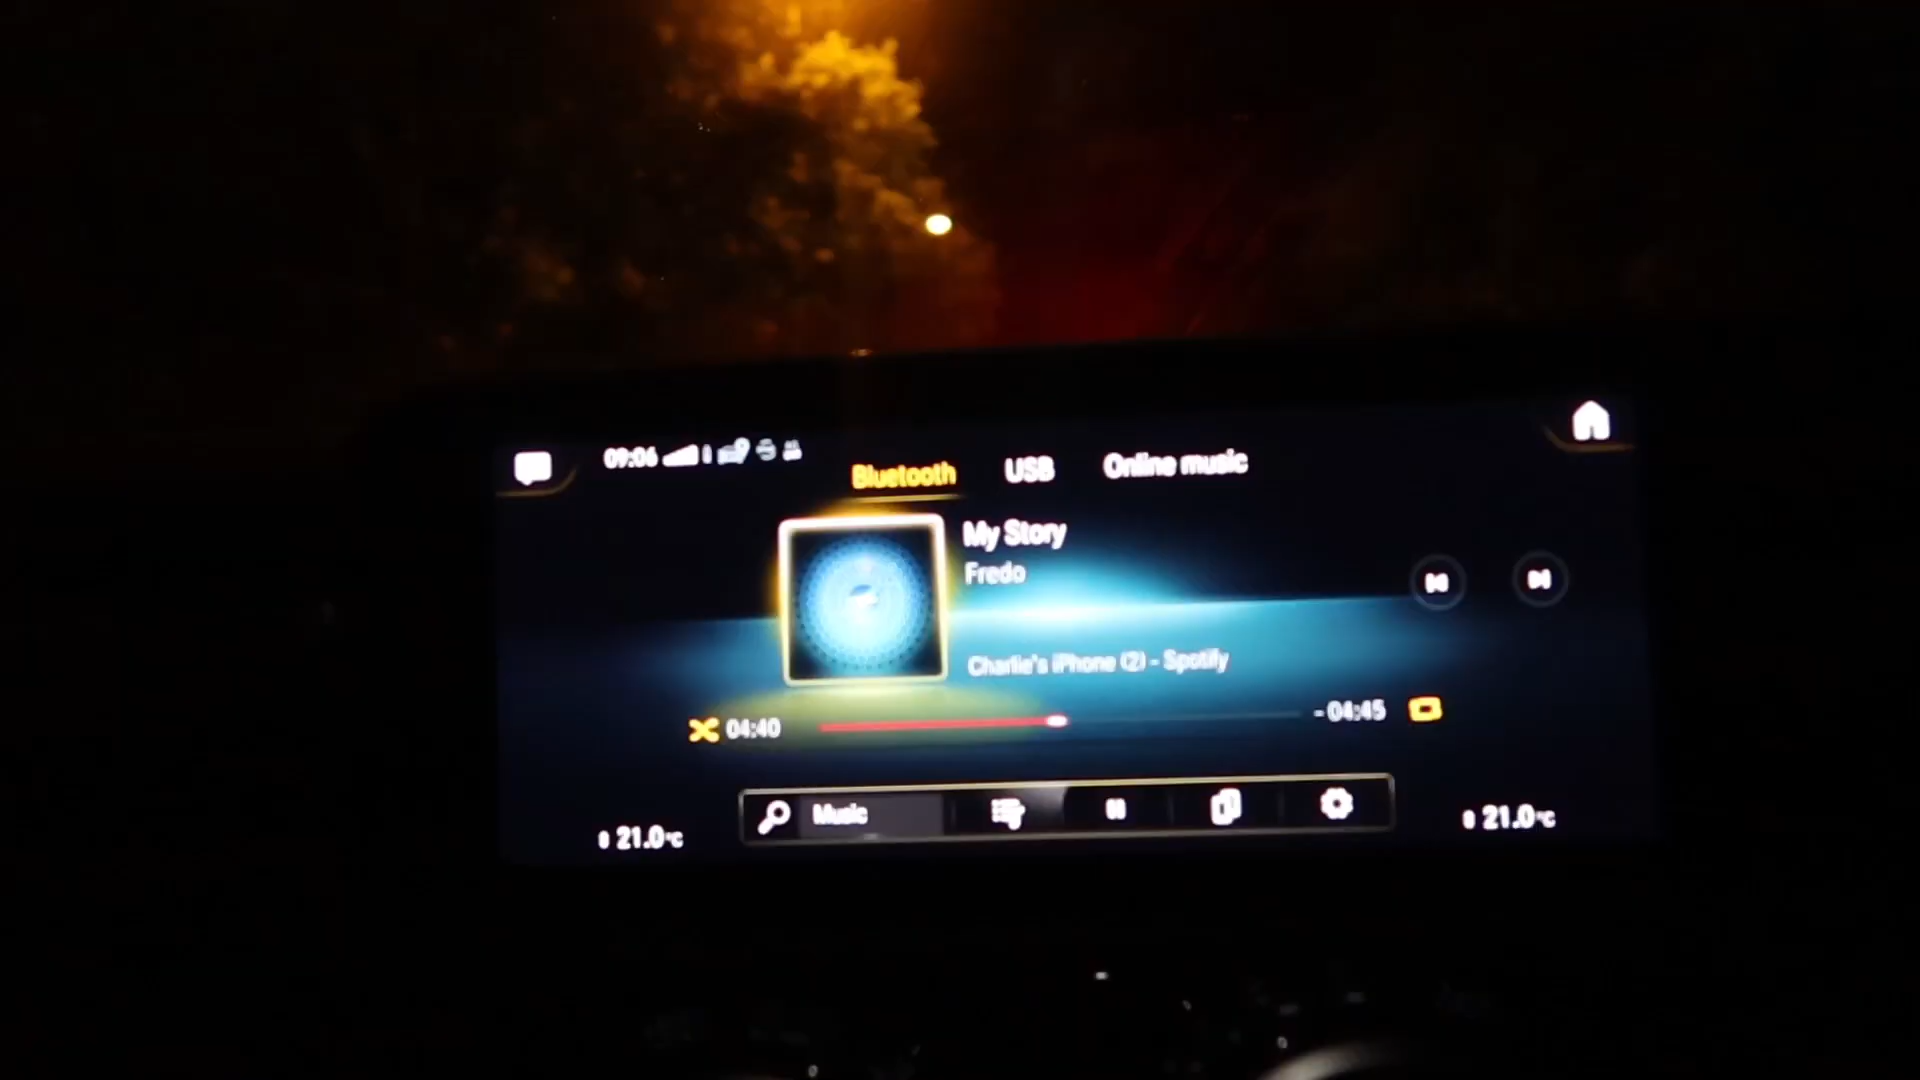 09:06
Bluetooth USB Online music
My Story
Fredo
Charlie's iPhone (2) - Spotify
04:40 -04:45
Music
21.0°C 21.0°C